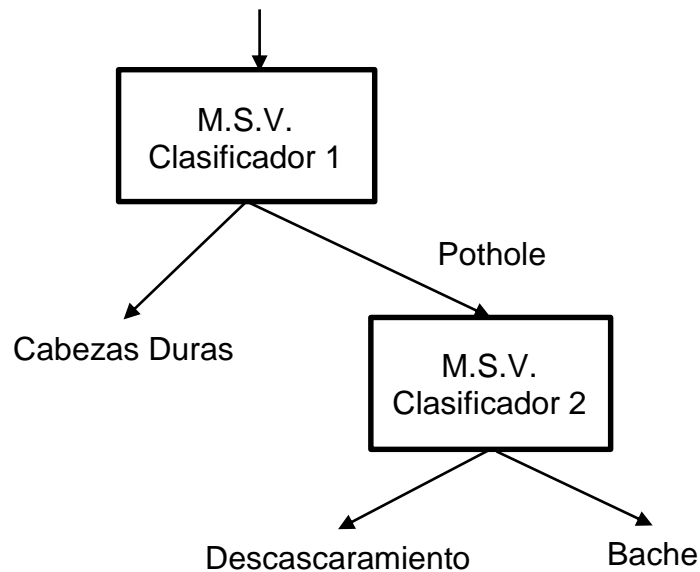 M.S.V.
Clasificador 1
Pothole
Cabezas Duras
M.S.V.
Clasificador 2
Descascaramiento
Bache